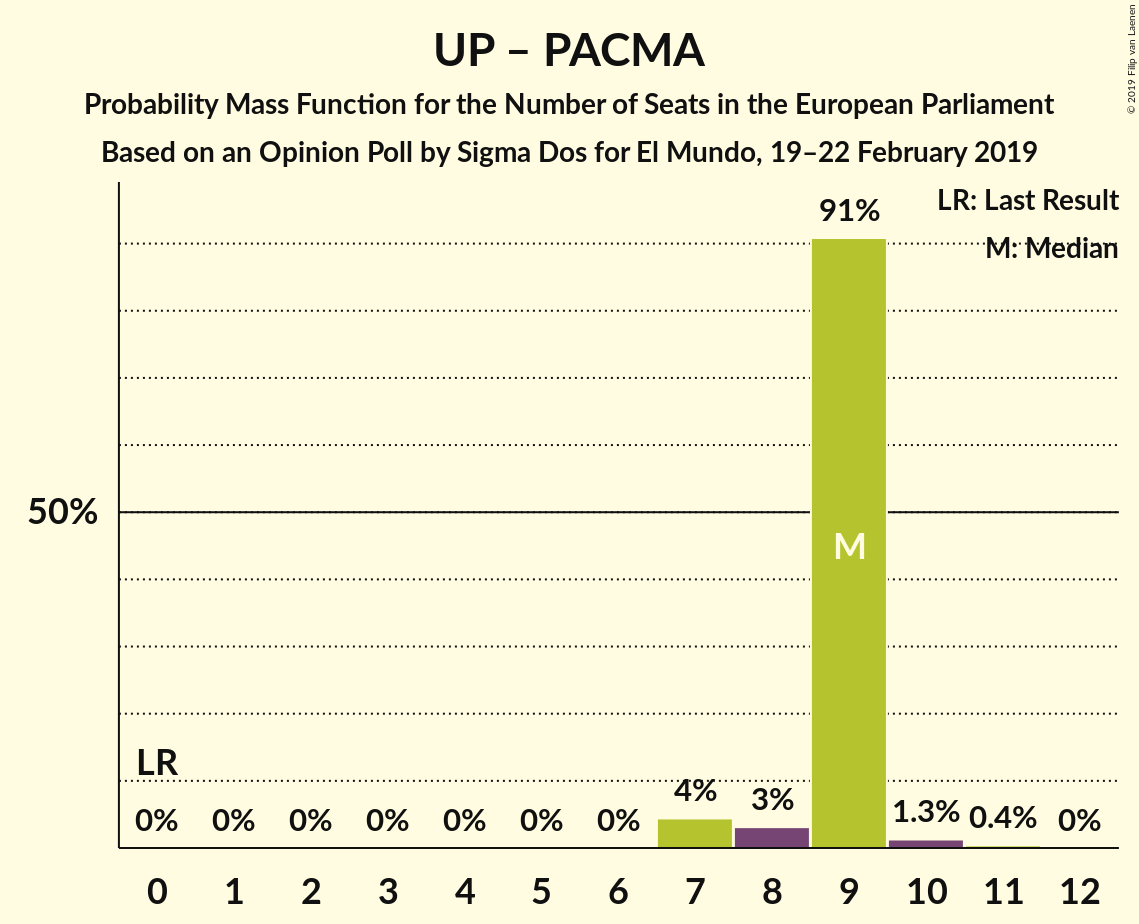 UP – PACMA
Probability Mass Function for the Number of Seats in the European Parliament
Based on an Opinion Poll by Sigma Dos for El Mundo, 19–22 February 2019
© 2019 Filip van Laenen
LR: Last Result
M: Median
91%
50%
M
LR
0% 0% 0% 0% 0% 0% 0% 4% 3% 1.3% 0.4% 0%
0 1 2 3 4 5 6 7 8 9 10 11 12